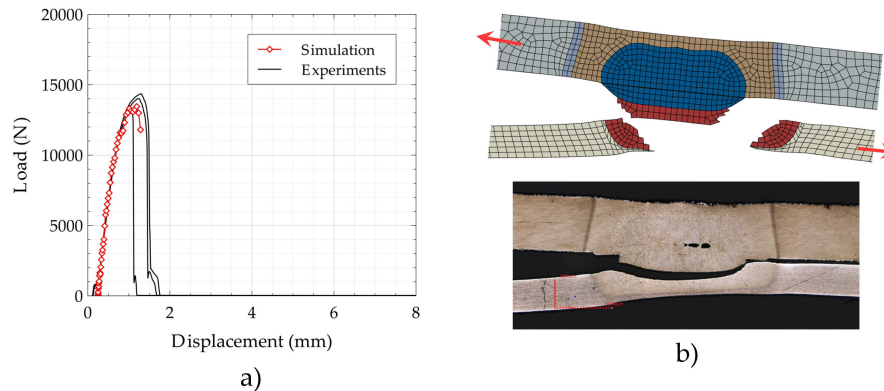 20000
15000
10000
5000
0
Load (N)
Simulation
Experiments
0 2 4 6 8
Displacement (mm)
a)
b)